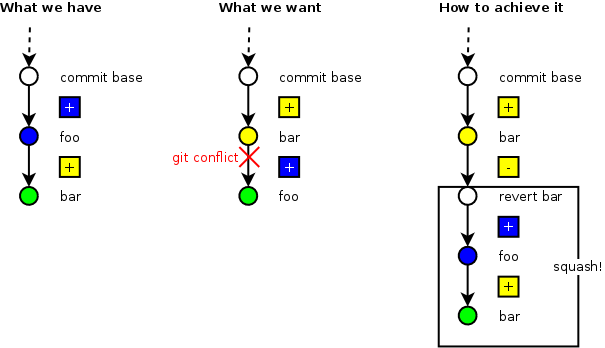 What we have
commit base
+
foo
+
bar
What we want
commit base
+
bar
git conflict
+
foo
How to achieve it
commit base
+
bar
-
revert bar
+
foo
squash!
+
bar